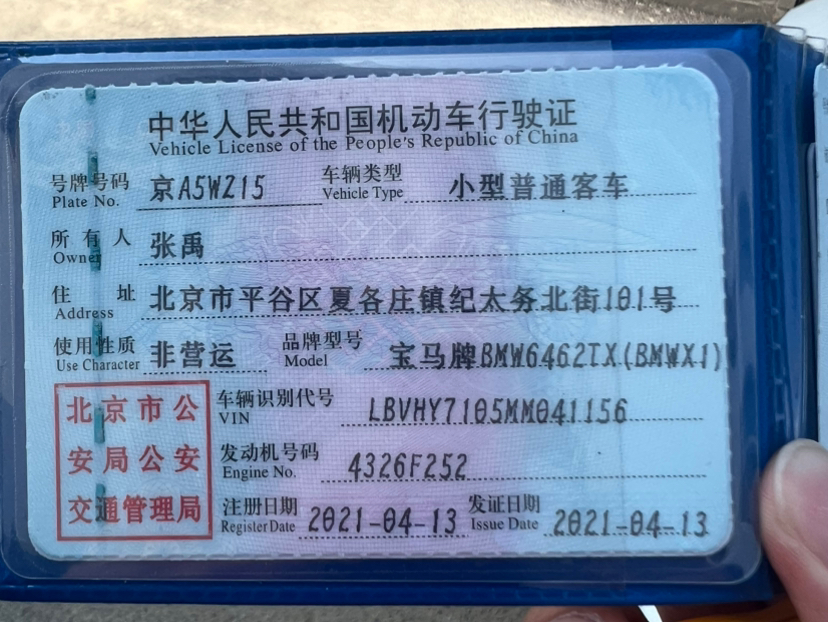 中华人民共和国机动车行驶证
Vehicle License of the People's Republic of China
号牌号码 京A5WZ15 车辆类型 小型普通客车
Plate No. Vehicle Type
所有人 张禹
Owner
住址 北京市平谷区夏各庄镇纪太务北街101号
Address
使用性质 非营运 品牌型号 宝马牌BMW6462TX(BMWX1)
Use Character Model
北京市公
安局公安
交通管理局
车辆识别代号 LBVHY7105MM041156
VIN
发动机号码 4326F252
Engine No.
注册日期 2021-04-13 发证日期 2021-04-13
Register Date Issue Date